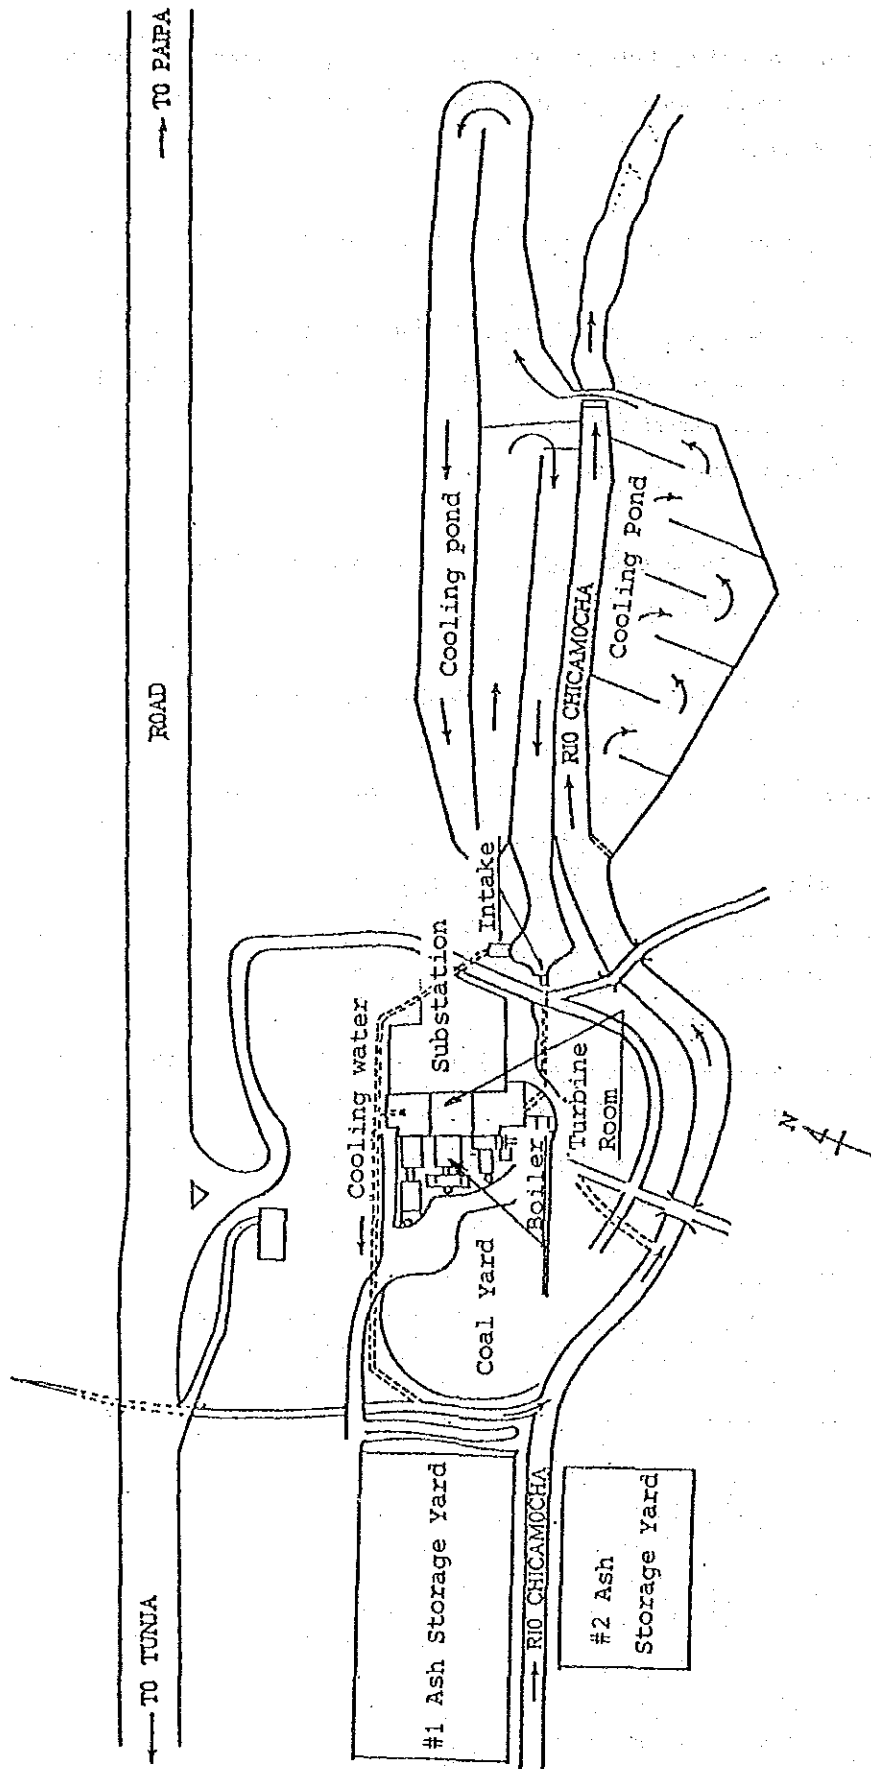 TO TUNJA
ROAD
TO PAIPA
Cooling water
Substation
Intake
Cooling pond
Coal Yard
Boiler
Turbine
Room
#1 Ash Storage Yard
RIO CHICAMOCHA
RIO CHICAMOCHA
Cooling Pond
#2 Ash
Storage Yard
N